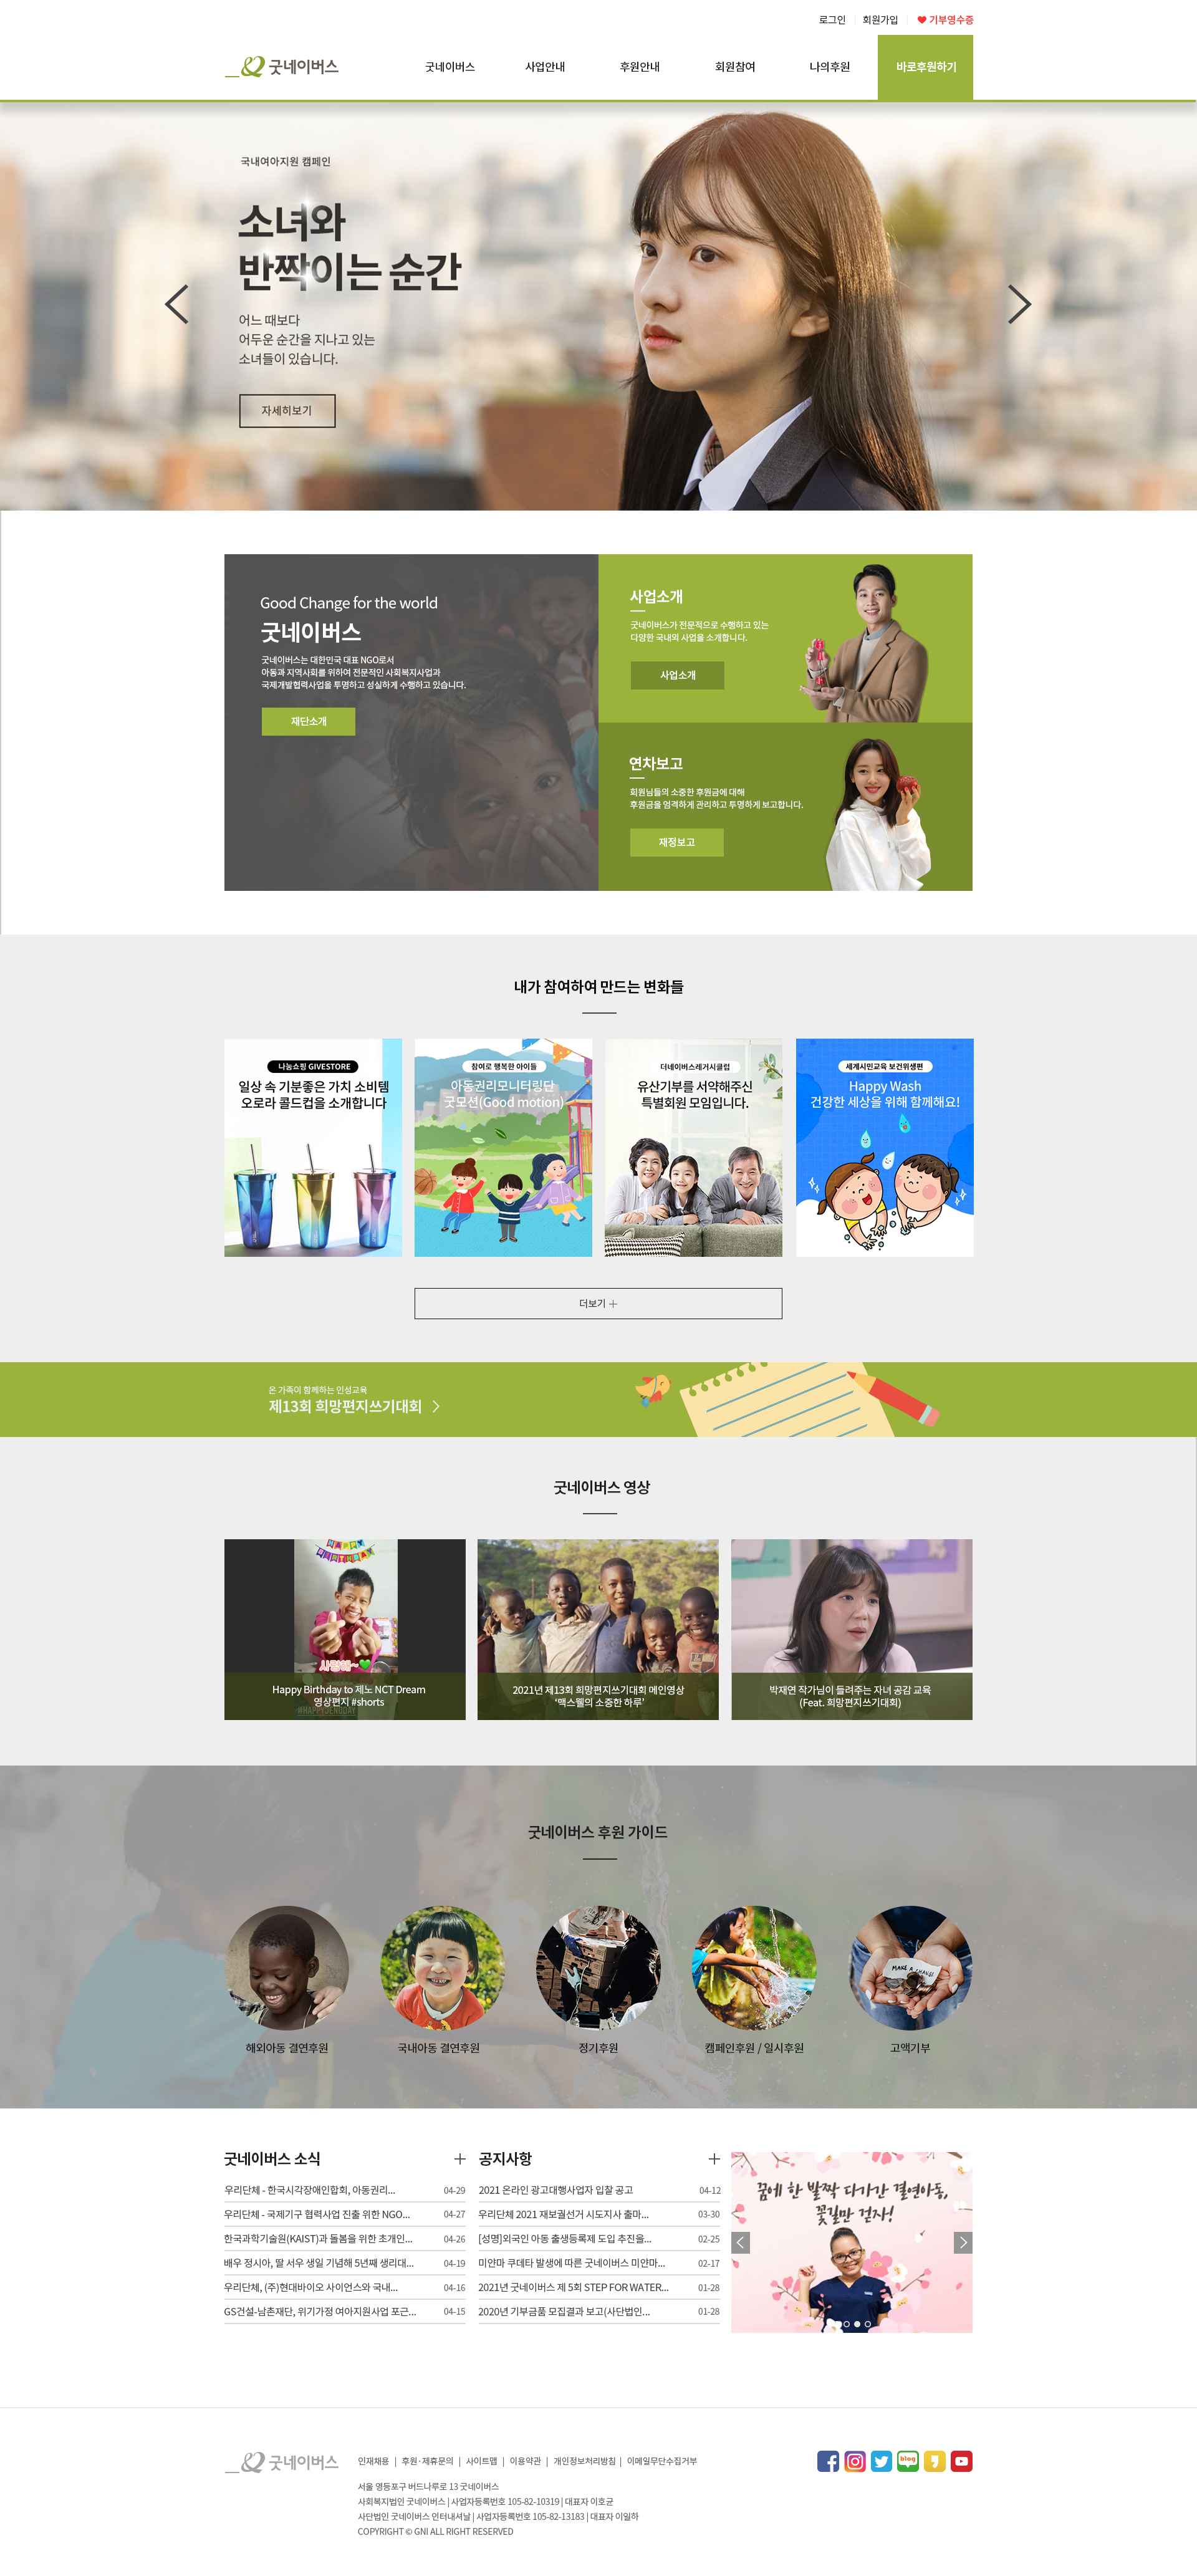 로그인
회원가입
기부영수증
굿네이버스
굿네이버스
사업안내
후원안내
회원참여
나의후원
바로후원하기
국내여아지원 캠페인
소녀와
반짝이는 순간
어느 때보다
어두운 순간을 지나고 있는
소녀들이 있습니다.
자세히보기
Good Change for the world
굿네이버스
굿네이버스는 대한민국 대표 NGO로서
아동과 지역사회를 위하여 전문적인 사회복지사업과
국제개발협력사업을 투명하고 성실하게 수행하고 있습니다.
재단소개
사업소개
굿네이버스가 전문적으로 수행하고 있는
다양한 국내외 사업을 소개합니다.
사업소개
연차보고
회원님들의 소중한 후원금에 대해
후원금을 엄격하게 관리하고 투명하게 보고합니다.
재정보고
내가 참여하여 만드는 변화들
나눔쇼핑 GIVESTORE
일상 속 기분좋은 가치 소비템
오로라 콜드컵을 소개합니다
참여로 행복한 아이들
아동권리모니터링단
굿모션(Good motion)
더네이버스레거시클럽
유산기부를 서약해주신
특별회원 모임입니다.
세계시민교육 보건위생편
Happy Wash
건강한 세상을 위해 함께해요!
더보기
온 가족이 함께하는 인성교육
제13회 희망편지쓰기대회
굿네이버스 영상
HAPPY
BIRTHDAY
사랑해~
Happy Birthday to 제노 NCT Dream
영상편지 #shorts
#HAPPYJENODAY
2021년 제13회 희망편지쓰기대회 메인영상
‘맥스웰의 소중한 하루’
박재연 작가님이 들려주는 자녀 공감 교육
(Feat. 희망편지쓰기대회)
굿네이버스 후원 가이드
MAKE A CHANGE
해외아동 결연후원
국내아동 결연후원
정기후원
캠페인후원 / 일시후원
고액기부
굿네이버스 소식
우리단체 - 한국시각장애인합회, 아동권리... 04-29
우리단체 - 국제기구 협력사업 진출 위한 NGO... 04-27
한국과학기술원(KAIST)과 돌봄을 위한 초개인... 04-26
배우 정시아, 딸 서우 생일 기념해 5년째 생리대... 04-19
우리단체, (주)현대바이오 사이언스와 국내... 04-16
GS건설-남촌재단, 위기가정 여아지원사업 포근... 04-15
공지사항
2021 온라인 광고대행사업자 입찰 공고 04-12
우리단체 2021 재보궐선거 시도지사 출마... 03-30
[성명]외국인 아동 출생등록제 도입 추진을... 02-25
미얀마 쿠데타 발생에 따른 굿네이버스 미얀마... 02-17
2021년 굿네이버스 제 5회 STEP FOR WATER... 01-28
2020년 기부금품 모집결과 보고(사단법인... 01-28
꿈에 한 발짝 다가간 결연아동,
꽃길만 걷자!
굿네이버스
인재채용 | 후원·제휴문의 | 사이트맵 | 이용약관 | 개인정보처리방침 | 이메일무단수집거부
blog
서울 영등포구 버드나루로 13 굿네이버스
사회복지법인 굿네이버스 | 사업자등록번호 105-82-10319 | 대표자 이호균
사단법인 굿네이버스 인터내셔날 | 사업자등록번호 105-82-13183 | 대표자 이일하
COPYRIGHT © GNI ALL RIGHT RESERVED